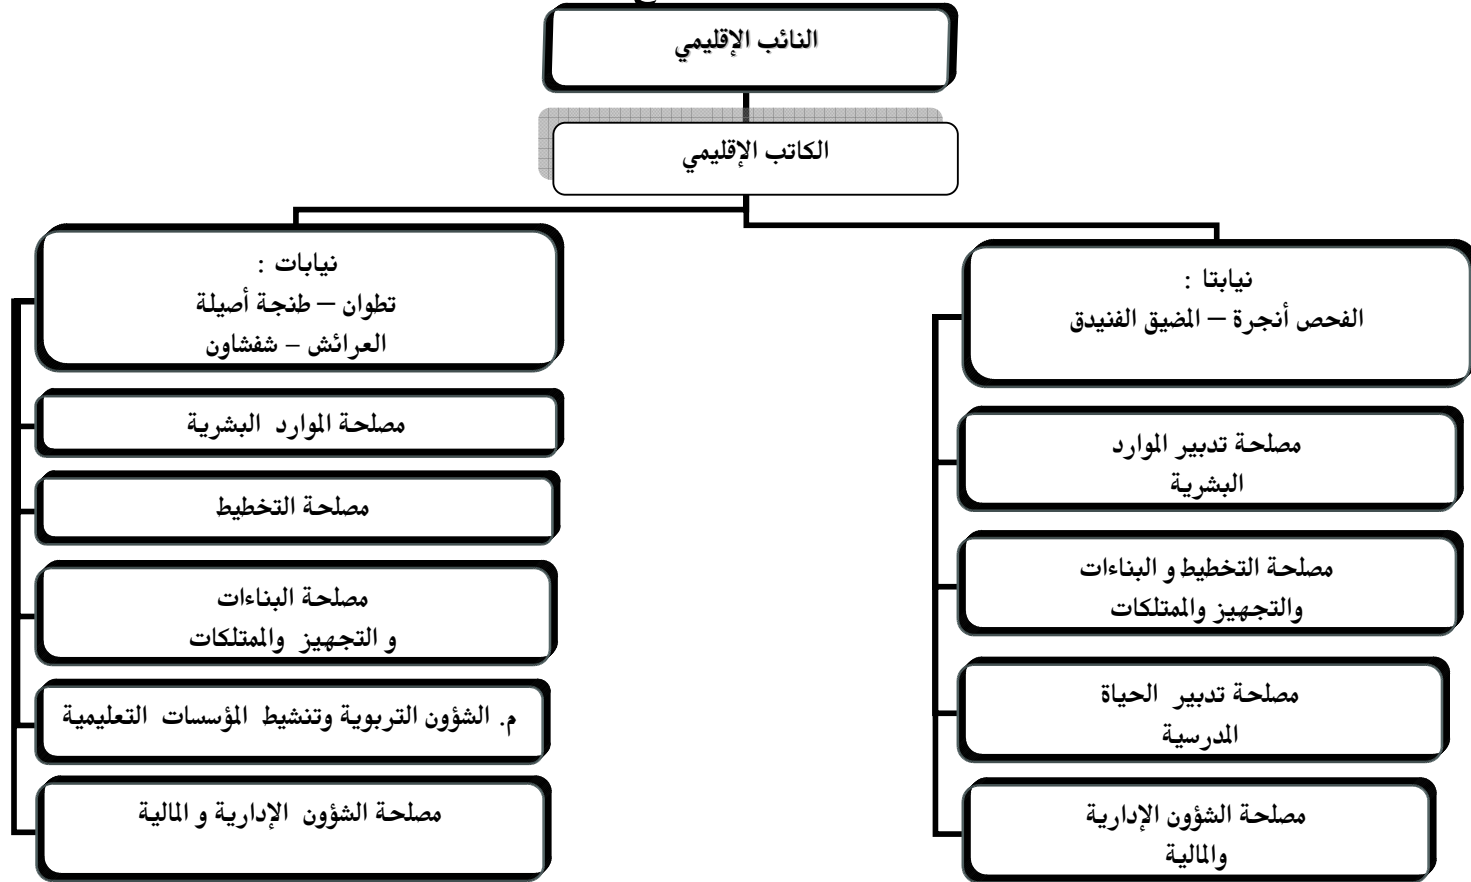 النائب الإقليمي
الكاتب الإقليمي
نيابتا :
الفحص أنجرة – المضيق الفنيدق
مصلحة تدبير الموارد
البشرية
مصلحة التخطيط و البناءات
والتجهيز والممتلكات
مصلحة تدبير الحياة
المدرسية
مصلحة الشؤون الإدارية
والمالية
نيابات :
تطوان – طنجة أصيلة
العرائش – شفشاون
مصلحة الموارد البشرية
مصلحة التخطيط
مصلحة البناءات
و التجهيز والممتلكات
م. الشؤون التربوية وتنشيط المؤسسات التعليمية
مصلحة الشؤون الإدارية و المالية